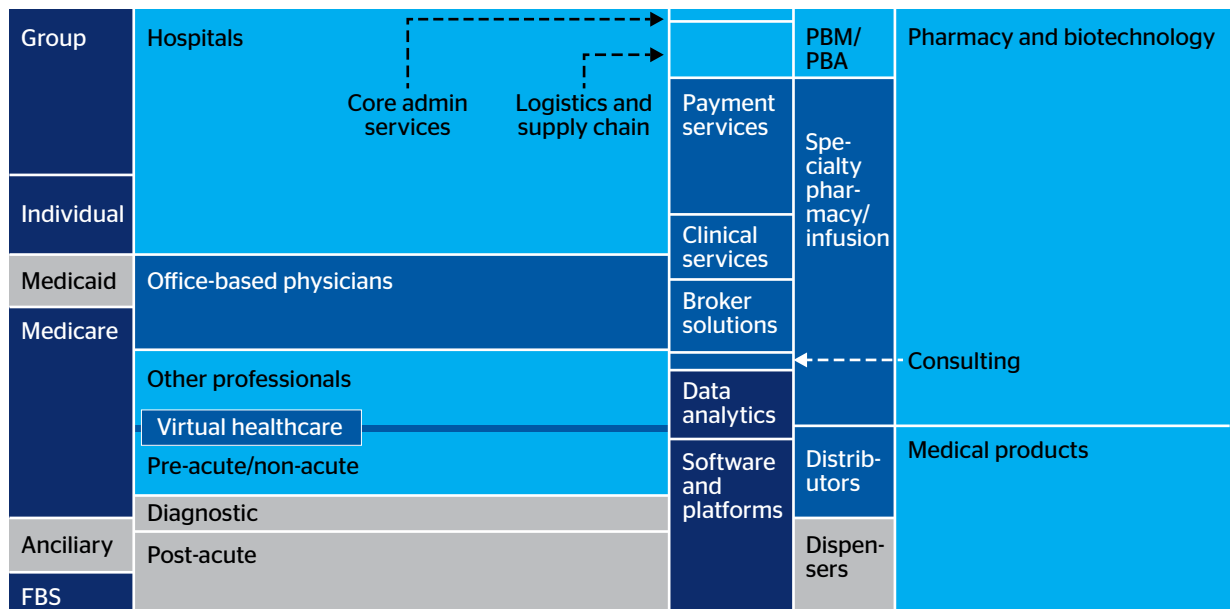 Group
Individual
Medicaid
Medicare
Anciliary
FBS
Hospitals
Core admin
services
Logistics and
supply chain
Office-based physicians
Other professionals
Virtual healthcare
Pre-acute/non-acute
Diagnostic
Post-acute
Payment
services
Clinical
services
Broker
solutions
Data
analytics
Software
and
platforms
PBM/
PBA
Spe-
cialty
phar-
macy/
infusion
Distrib-
utors
Dispen-
sers
Pharmacy and biotechnology
Consulting
Medical products